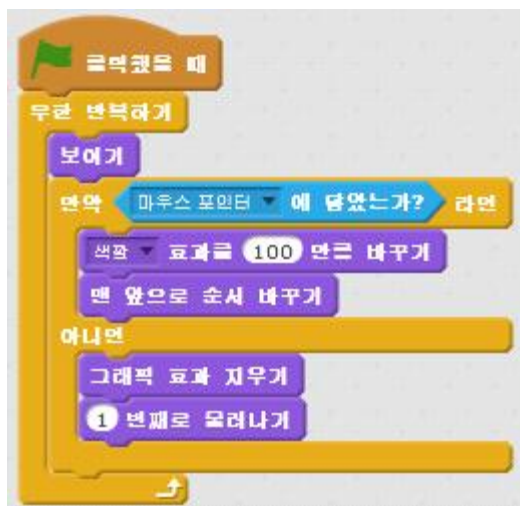 클릭했을 때
무한 반복하기
보이기
만약 마우스 포인터 에 닿았는가? 라면
색깔 효과를 100 만큼 바꾸기
맨 앞으로 순서 바꾸기
아니면
그래픽 효과 지우기
1 번째로 물러나기